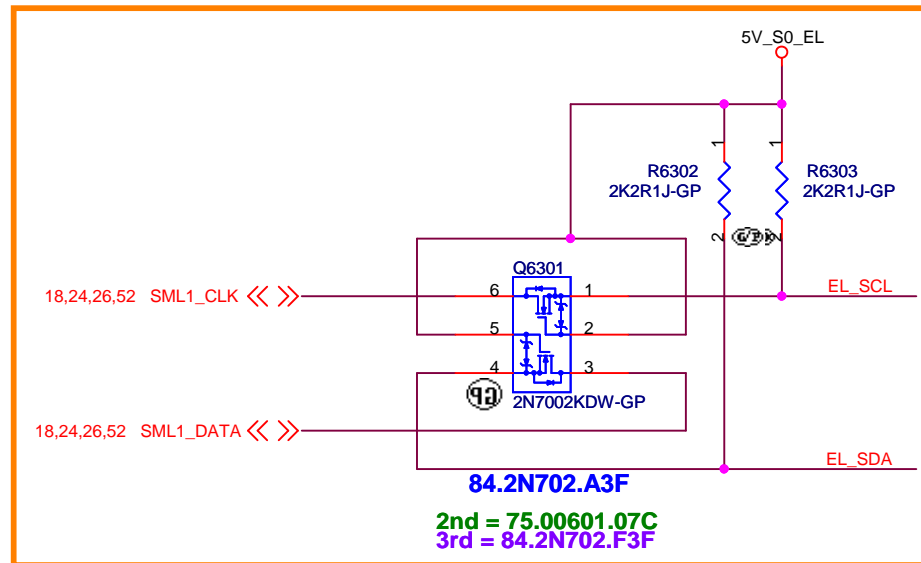 5V_S0_EL
1 1
R6302 R6303
2K2R1J-GP 2K2R1J-GP
2 2
Q6301
18,24,26,52 SML1_CLK 6 1 EL_SCL
5 2
4 3
GP 2N7002KDW-GP
18,24,26,52 SML1_DATA
EL_SDA
84.2N702.A3F
2nd = 75.00601.07C
3rd = 84.2N702.F3F